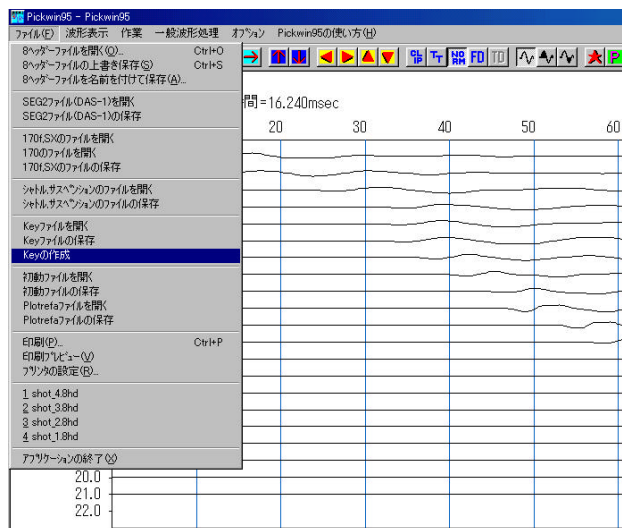 Pickwin95 - Pickwin95
ファイル(F) 波形表示 作業 一般波形処理 オプション Pickwin95の使い方(H)
8ヘッダーファイルを開く(O)... Ctrl+O
8ヘッダーファイルの上書き保存(S) Ctrl+S
8ヘッダーファイルを名前を付けて保存(A)...
SEG2ファイル(DAS-1)を開く
SEG2ファイル(DAS-1)の保存
170f,SXのファイルを開く
170のファイルを開く
170f,SXのファイルの保存
シャトル,サスペンションのファイルを開く
シャトル,サスペンションのファイルの保存
Keyファイルを開く
Keyファイルの保存
Keyの作成
初動ファイルを開く
初動ファイルの保存
Plotrefaファイルを開く
Plotrefaファイルの保存
印刷(P)... Ctrl+P
印刷プレビュー(V)
プリンタの設定(R)...
1 shot_4.8hd
2 shot_3.8hd
3 shot_2.8hd
4 shot_1.8hd
アプリケーションの終了(X)
CLIP TT NORM FD TD P
間=16.240msec
20 30 40 50 60
20.0
21.0
22.0